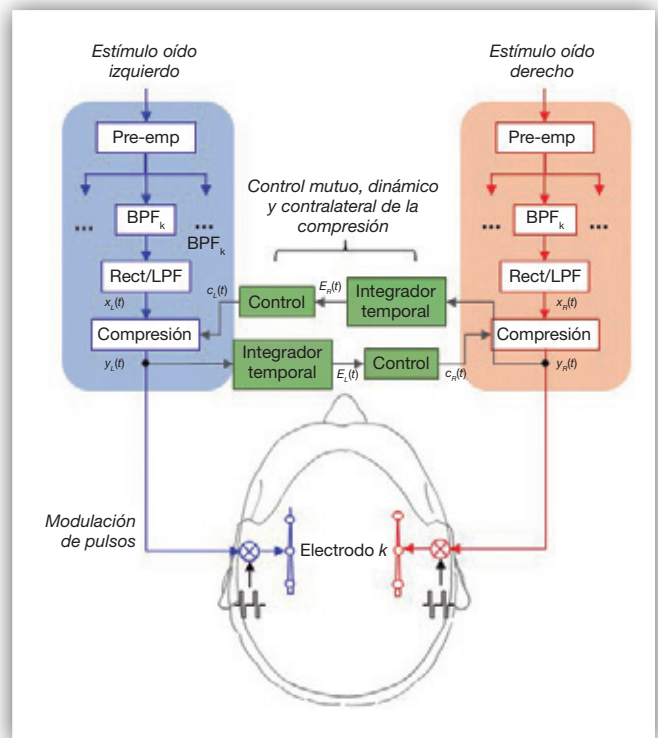 Estímulo oído
izquierdo
Estímulo oído
derecho
Pre-emp
Pre-emp
Control mutuo, dinámico
y contralateral de la
compresión
...
BPFk
...
BPFk
...
BPFk
...
Rect/LPF
Rect/LPF
xL(t)
cL(t)
Control
ER(t)
Integrador
temporal
xR(t)
Compresión
Compresión
yL(t)
Integrador
temporal
EL(t)
Control
cR(t)
yR(t)
Modulación
de pulsos
Electrodo k